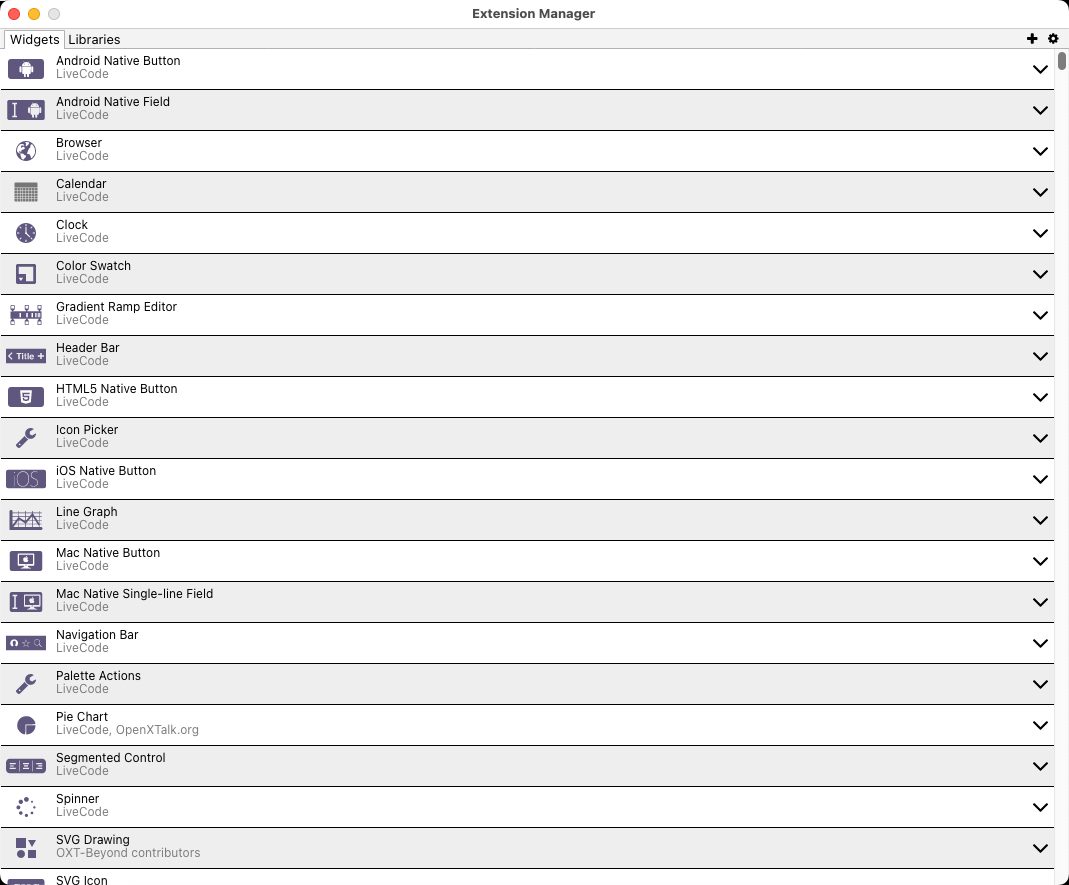 Extension Manager
Widgets Libraries
Android Native Button
LiveCode
Android Native Field
LiveCode
Browser
LiveCode
Calendar
LiveCode
Clock
LiveCode
Color Swatch
LiveCode
Gradient Ramp Editor
LiveCode
Title
Header Bar
LiveCode
HTML5 Native Button
LiveCode
Icon Picker
LiveCode
iOS
iOS Native Button
LiveCode
Line Graph
LiveCode
Mac Native Button
LiveCode
Mac Native Single-line Field
LiveCode
Navigation Bar
LiveCode
Palette Actions
LiveCode
Pie Chart
LiveCode, OpenXTalk.org
Segmented Control
LiveCode
Spinner
LiveCode
SVG Drawing
OXT-Beyond contributors
SVG Icon